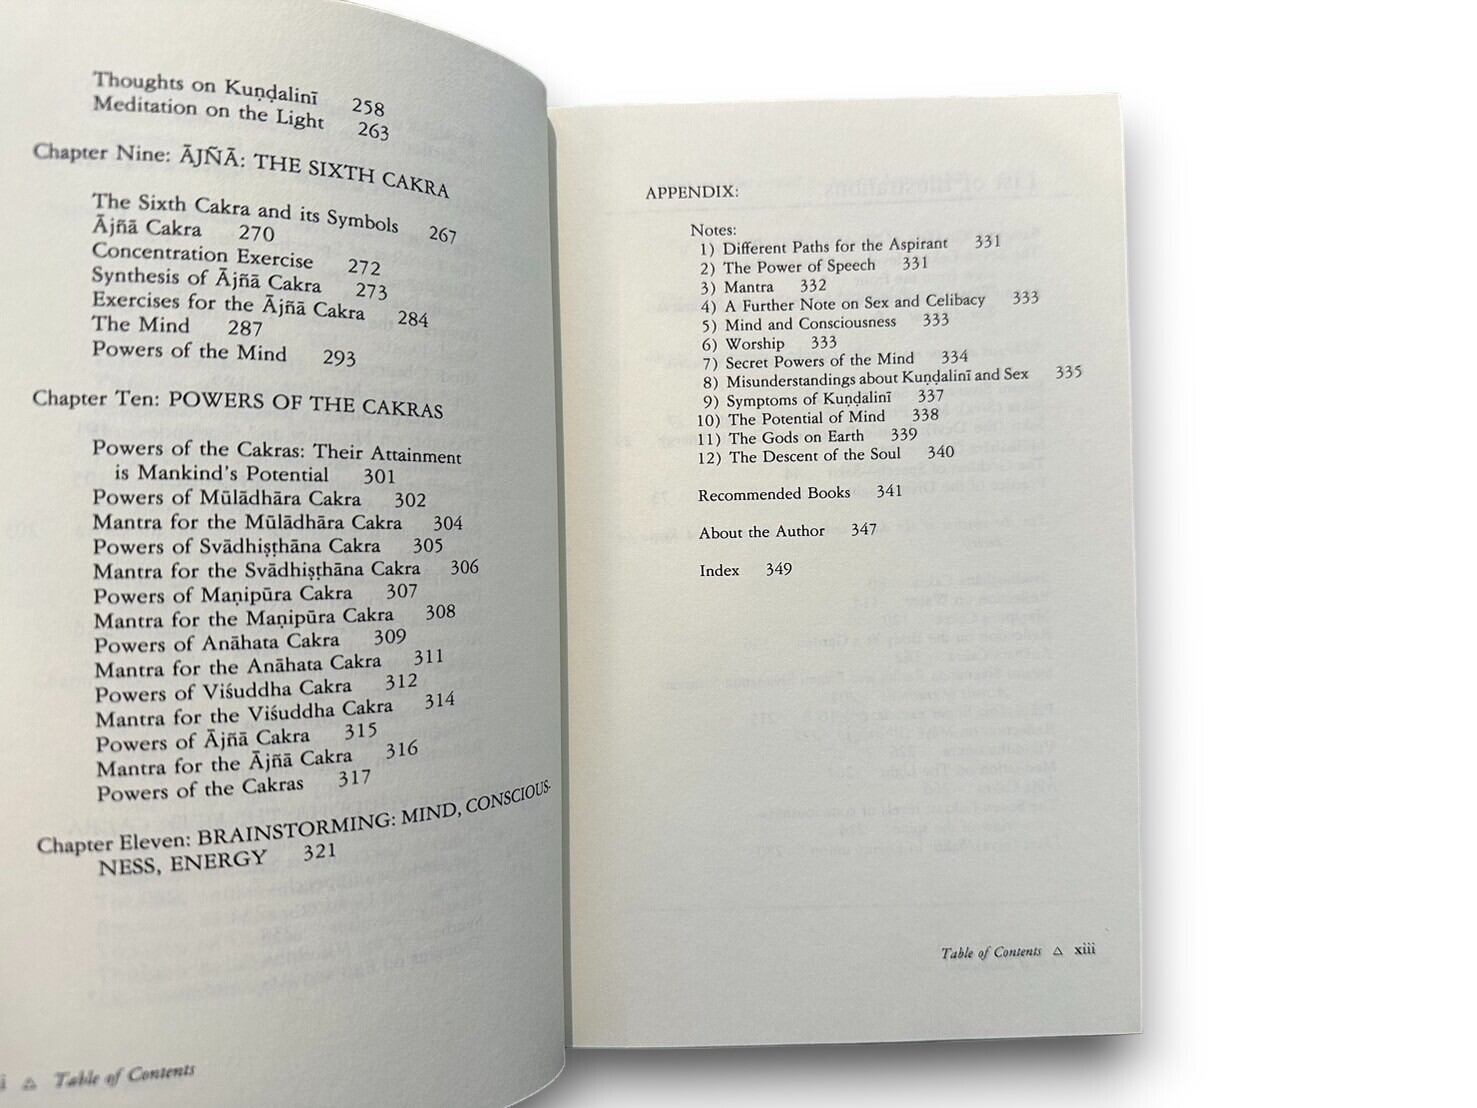 Thoughts on Kuṇḍalinī 258
Meditation on the Light 263
Chapter Nine: ĀJÑĀ: THE SIXTH CAKRA
The Sixth Cakra and its Symbols 267
Ājñā Cakra 270
Concentration Exercise 272
Synthesis of Ājñā Cakra 273
Exercises for the Ājñā Cakra 284
The Mind 287
Powers of the Mind 293
Chapter Ten: POWERS OF THE CAKRAS
Powers of the Cakras: Their Attainment
is Mankind's Potential 301
Powers of Mūlādhāra Cakra 302
Mantra for the Mūlādhāra Cakra 304
Powers of Svādhiṣṭhāna Cakra 305
Mantra for the Svādhiṣṭhāna Cakra 306
Powers of Maṇipūra Cakra 307
Mantra for the Maṇipūra Cakra 308
Powers of Anāhata Cakra 309
Mantra for the Anāhata Cakra 311
Powers of Viśuddha Cakra 312
Mantra for the Viśuddha Cakra 314
Powers of Ājñā Cakra 315
Mantra for the Ājñā Cakra 316
Powers of the Cakras 317
Chapter Eleven: BRAINSTORMING: MIND, CONSCIOUS-
NESS, ENERGY 321
Table of Contents
APPENDIX:
Notes:
1) Different Paths for the Aspirant 331
2) The Power of Speech 331
3) Mantra 332
4) A Further Note on Sex and Celibacy 333
5) Mind and Consciousness 333
6) Worship 333
7) Secret Powers of the Mind 334
8) Misunderstandings about Kuṇḍalinī and Sex 335
9) Symptoms of Kuṇḍalinī 337
10) The Potential of Mind 338
11) The Gods on Earth 339
12) The Descent of the Soul 340
Recommended Books 341
About the Author 347
Index 349
Table of Contents △ xiii